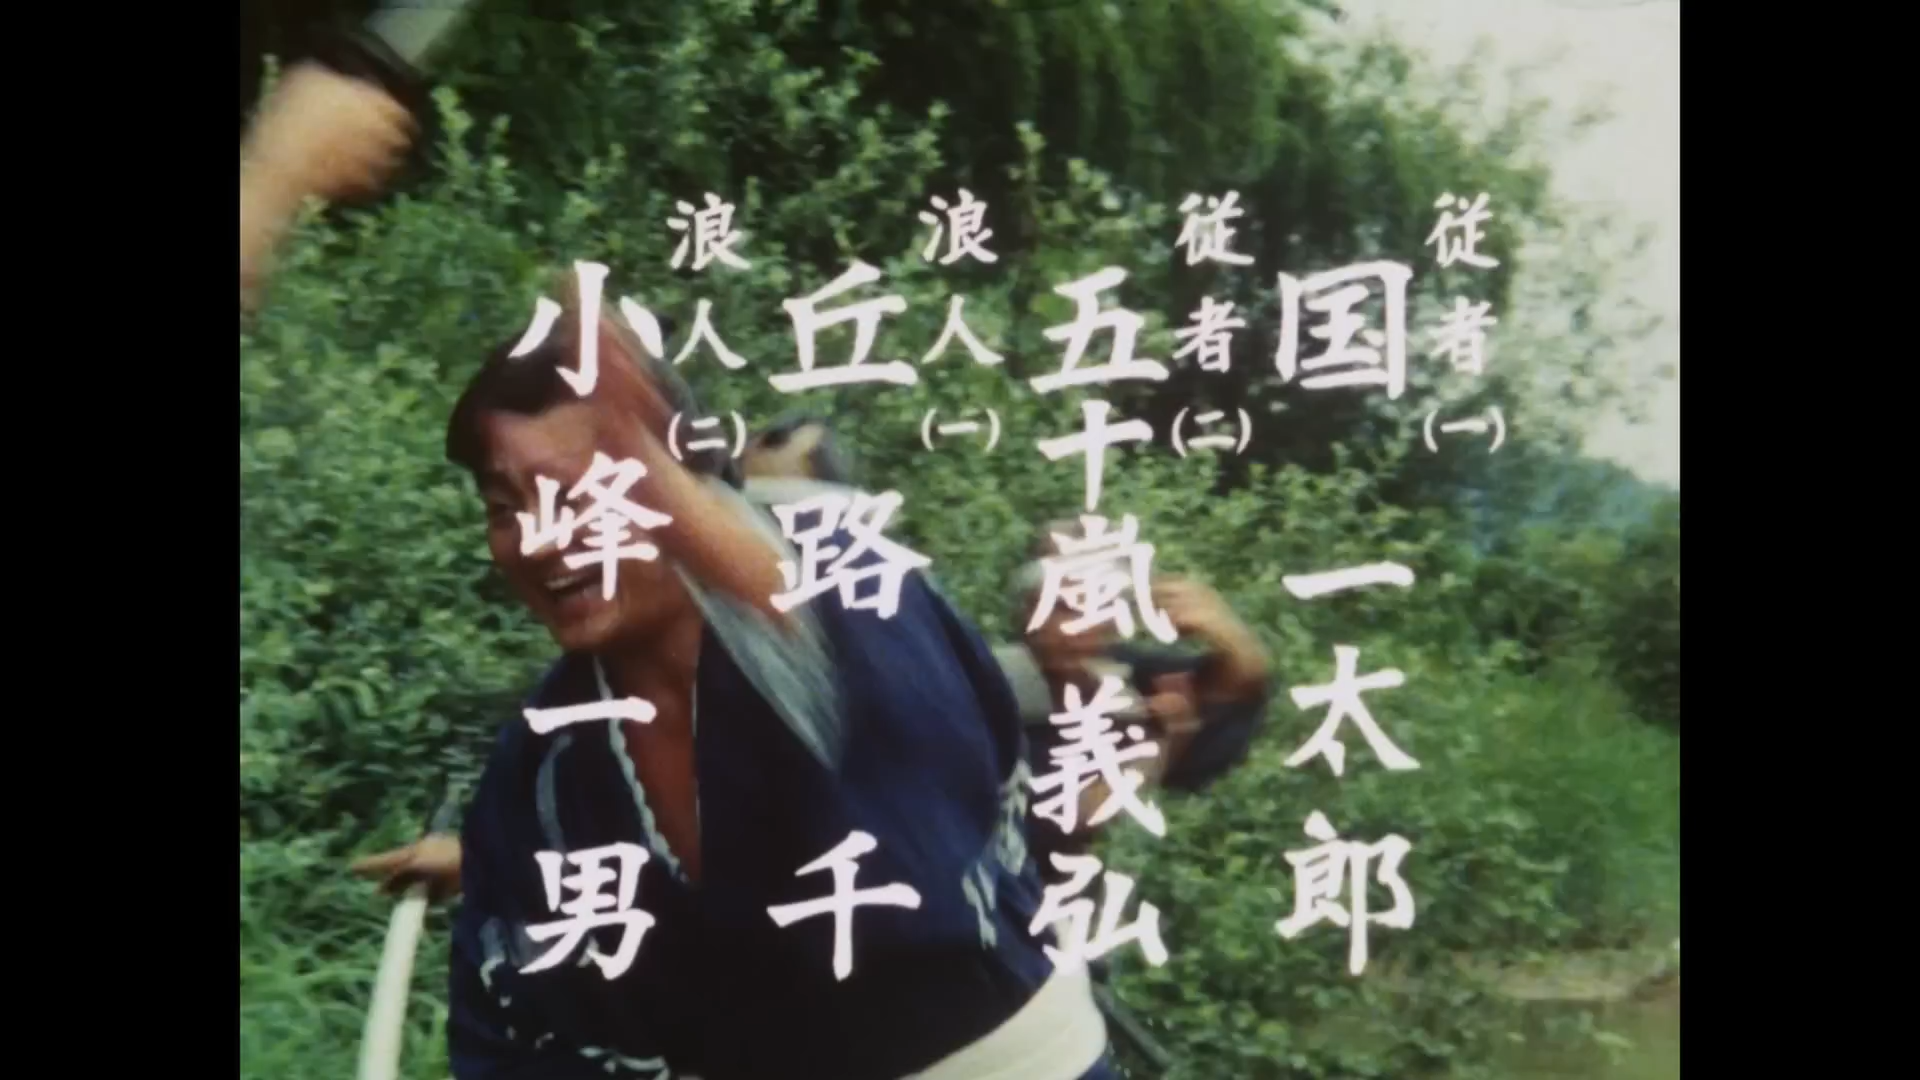 従者(一)
国一太郎
従者(二)
五十嵐義弘
浪人(一)
丘路千
浪人(二)
小峰一男